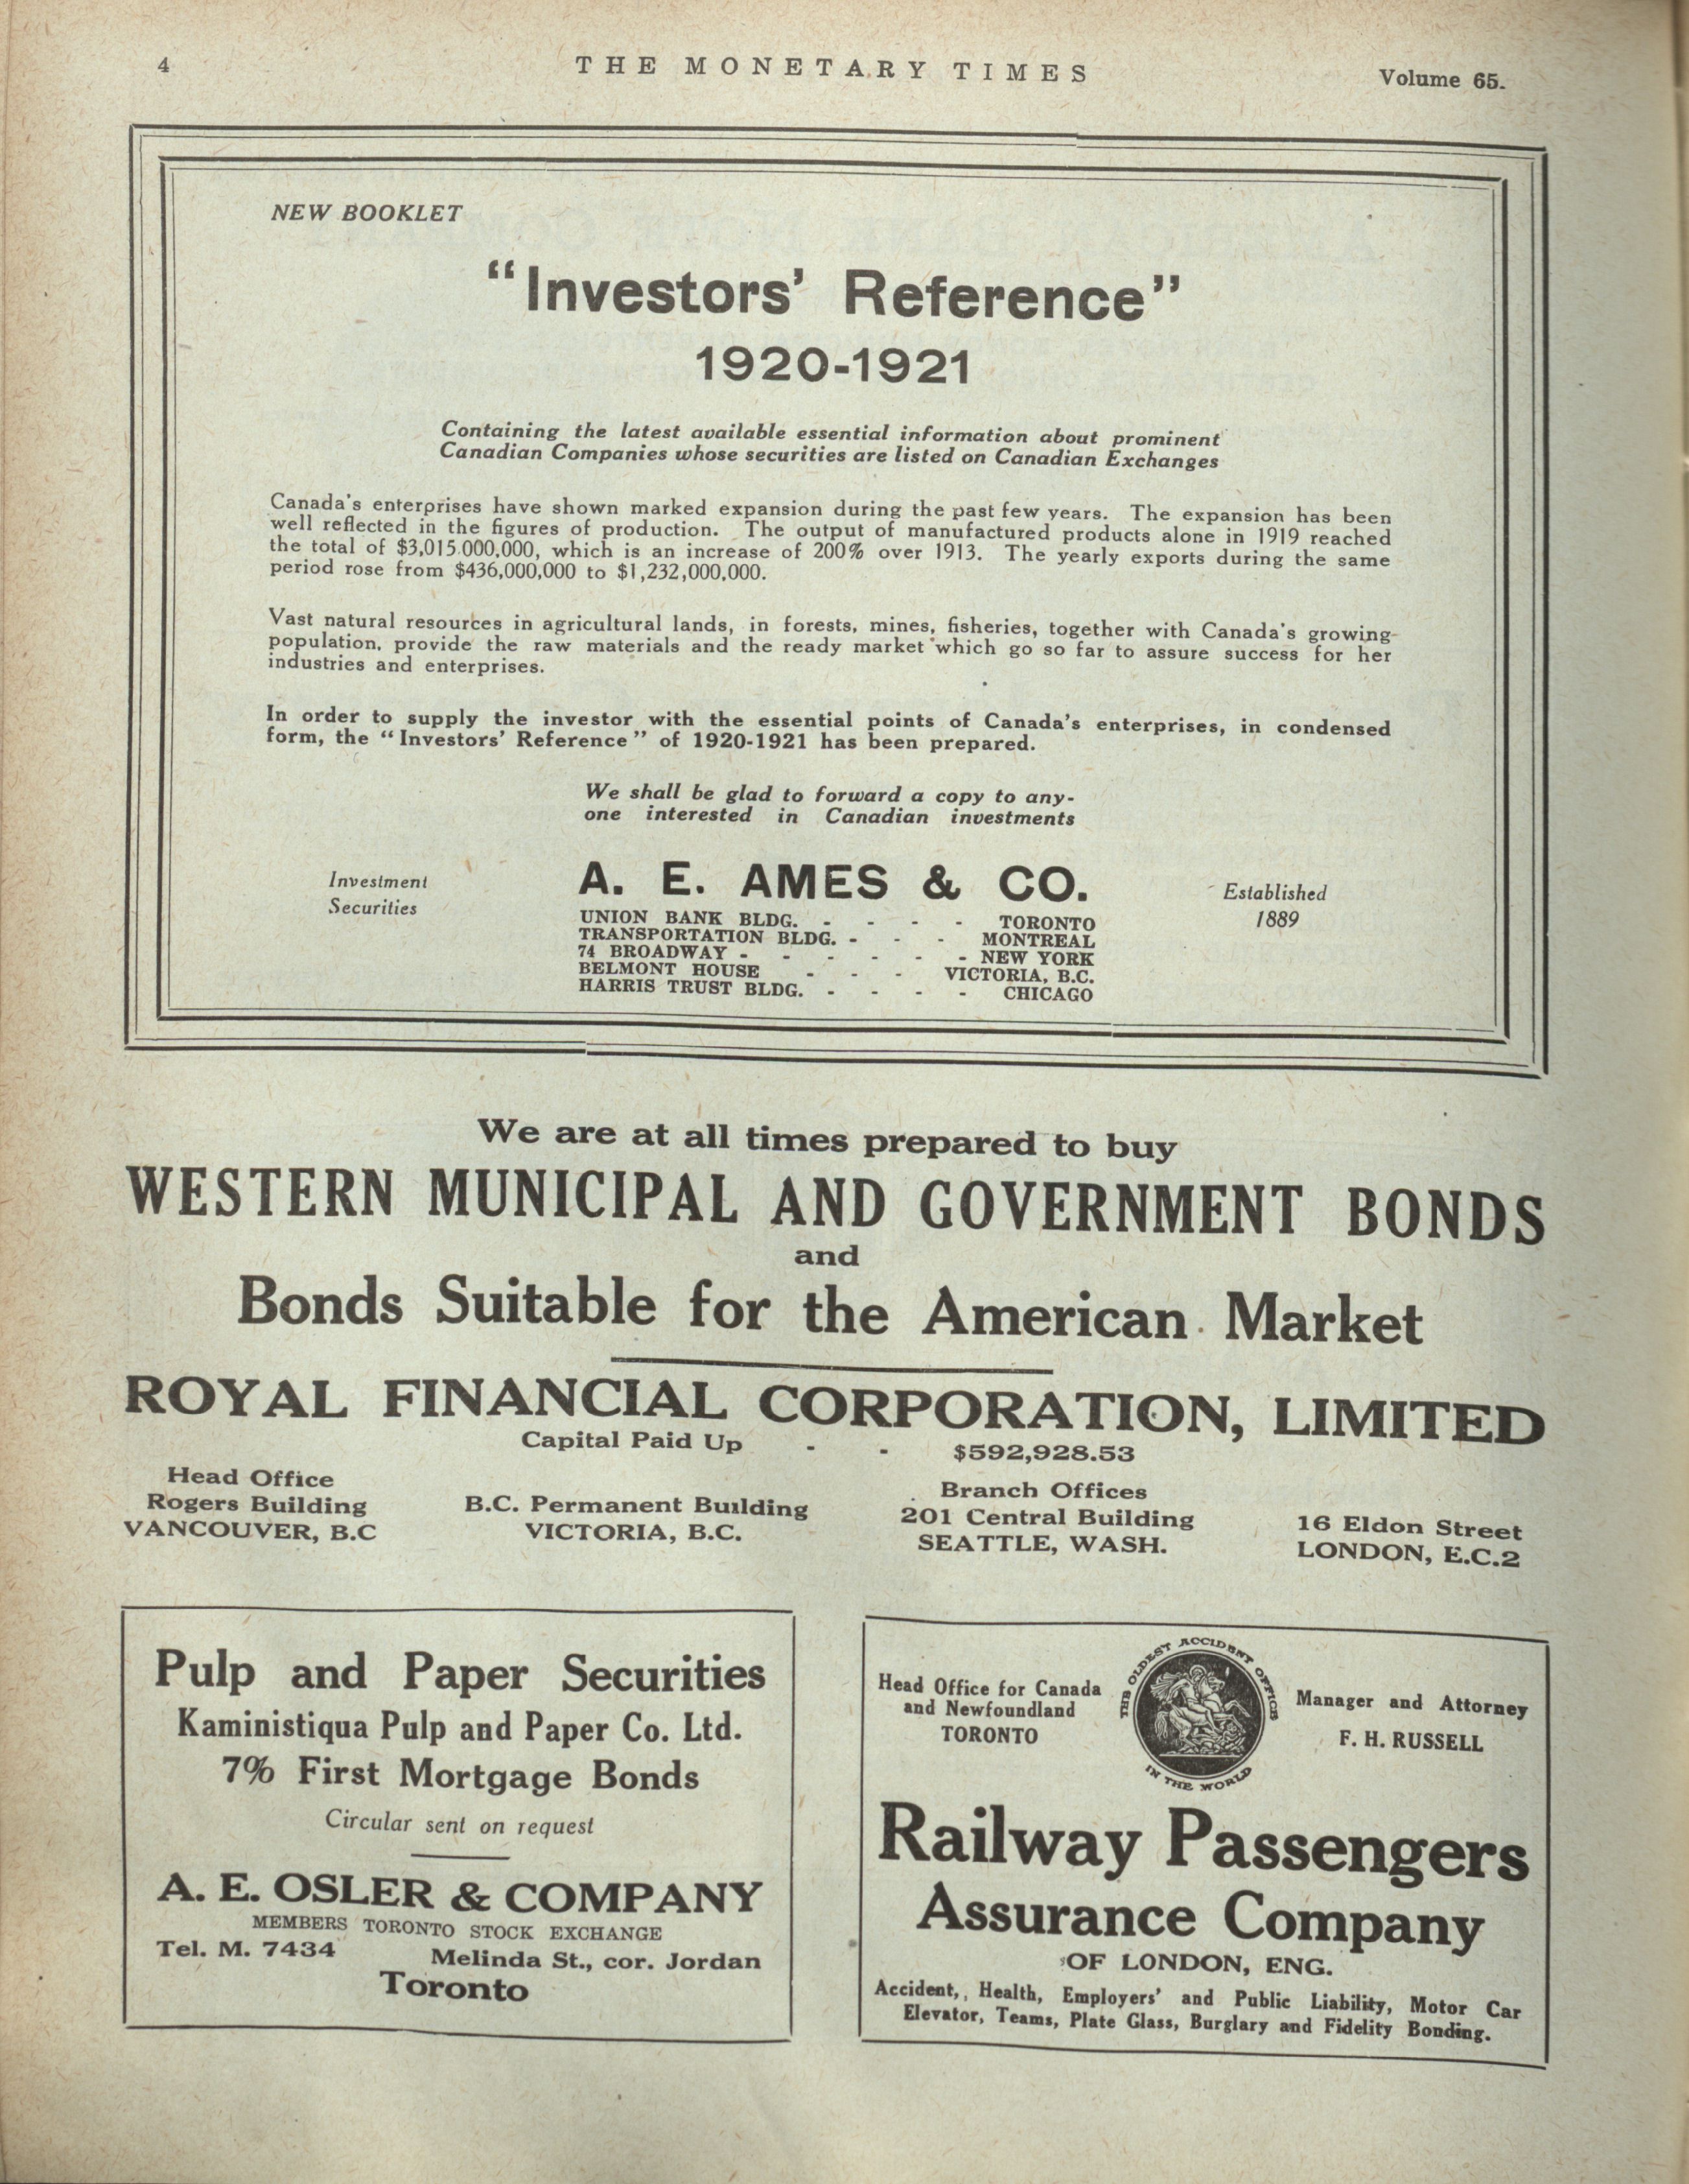 4
THE MONETARY TIMES
Volume 65.
NEW BOOKLET
"Investors' Reference"
1920-1921
Containing the latest available essential information about prominent
Canadian Companies whose securities are listed on Canadian Exchanges
Canada's enterprises have shown marked expansion during the past few years. The expansion has been
well reflected in the figures of production. The output of manufactured products alone in 1919 reached
the total of $3,015.000,000, which is an increase of 200% over 1913. The yearly exports during the same
period rose from $436,000,000 to $1,232,000,000.
Vast natural resources in agricultural lands, in forests, mines, fisheries, together with Canada's growing
population, provide the raw materials and the ready market which go so far to assure success for her
industries and enterprises.
In order to supply the investor with the essential points of Canada's enterprises, in condensed
form, the "Investors' Reference" of 1920-1921 has been prepared.
We shall be glad to forward a copy to any-
one interested in Canadian investments
Investment
Securities
A. E. AMES & CO.
UNION BANK BLDG. - - - - TORONTO
TRANSPORTATION BLDG. - - - MONTREAL
74 BROADWAY - - - - - - NEW YORK
BELMONT HOUSE - - - VICTORIA, B.C.
HARRIS TRUST BLDG. - - - - CHICAGO
Established
1889
We are at all times prepared to buy
WESTERN MUNICIPAL AND GOVERNMENT BONDS
and
Bonds Suitable for the American Market
ROYAL FINANCIAL CORPORATION, LIMITED
Capital Paid Up - - $592,928.53
Head Office
Rogers Building
VANCOUVER, B.C
B.C. Permanent Building
VICTORIA, B.C.
Branch Offices
201 Central Building
SEATTLE, WASH.
16 Eldon Street
LONDON, E.C.2
Pulp and Paper Securities
Kaministiqua Pulp and Paper Co. Ltd.
7% First Mortgage Bonds
Circular sent on request
A. E. OSLER & COMPANY
MEMBERS TORONTO STOCK EXCHANGE
Tel. M. 7434 Melinda St., cor. Jordan
Toronto
Head Office for Canada
and Newfoundland
TORONTO
THE OLDEST ACCIDENT OFFICE
IN THE WORLD
Manager and Attorney
F. H. RUSSELL
Railway Passengers
Assurance Company
OF LONDON, ENG.
Accident, Health, Employers' and Public Liability, Motor Car
Elevator, Teams, Plate Glass, Burglary and Fidelity Bonding.